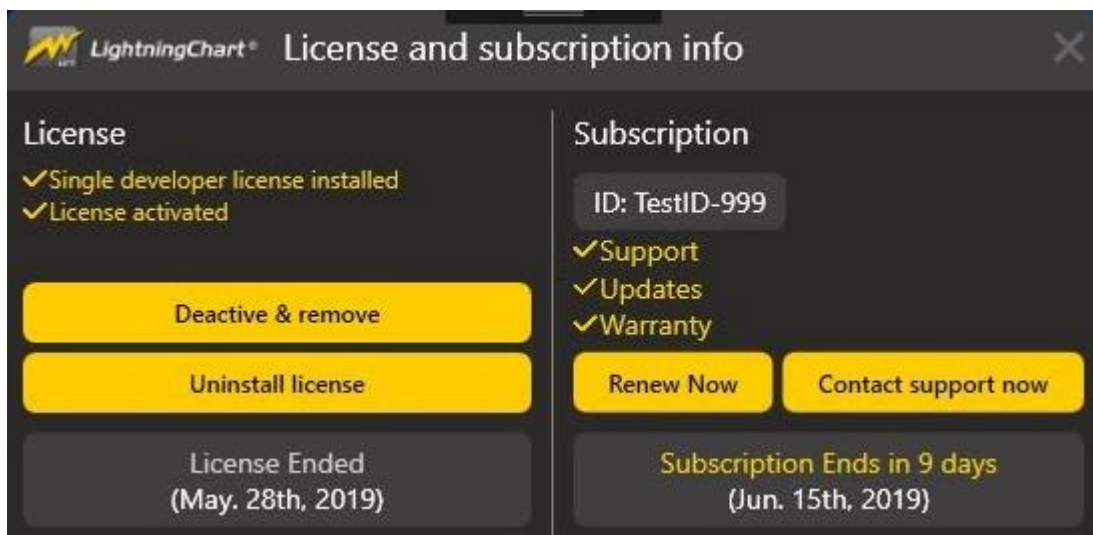 LightningChart® License and subscription info
License
Single developer license installed
License activated
Deactive & remove
Uninstall license
License Ended
(May. 28th, 2019)
Subscription
ID: TestID-999
Support
Updates
Warranty
Renew Now
Contact support now
Subscription Ends in 9 days
(Jun. 15th, 2019)